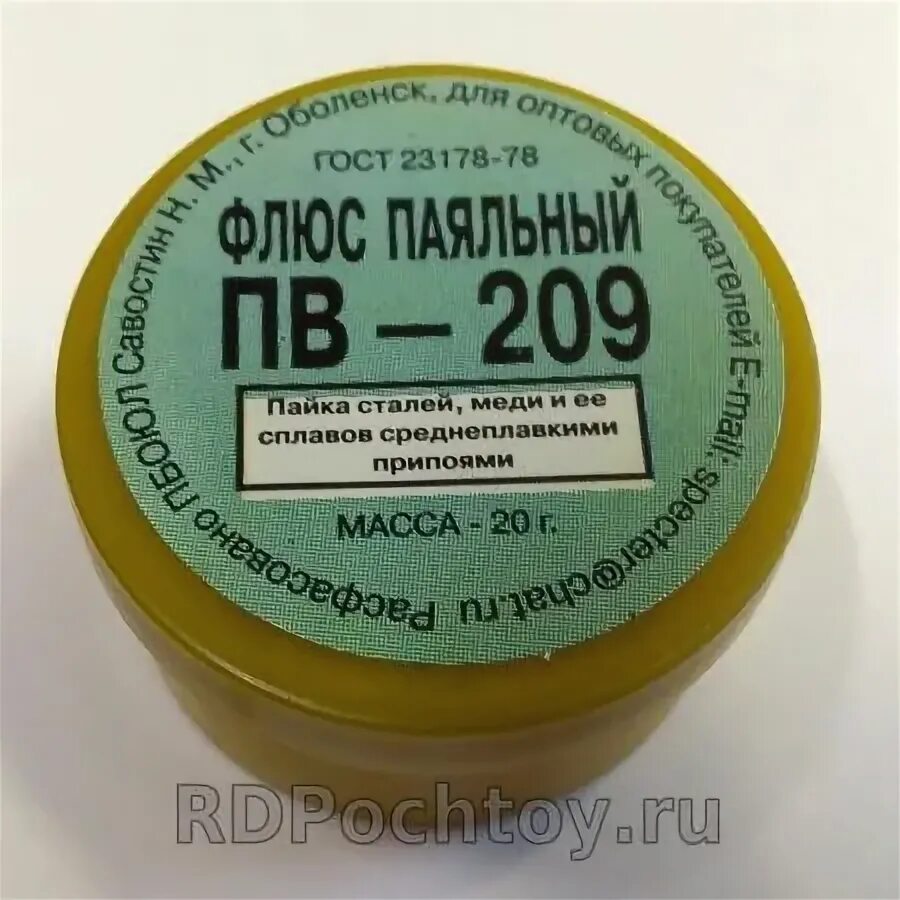 ГОСТ 23178-78
ФЛЮС ПАЯЛЬНЫЙ
ПВ — 209
Пайка сталей, меди и ее
сплавов среднеплавкими
припоями
МАССА - 20 г.
Расфасовано ПБОЮЛ Савостин Н. М., г. Оболенск, для оптовых покупателей E-mail: specter@chat.ru
RDPochtoy.ru